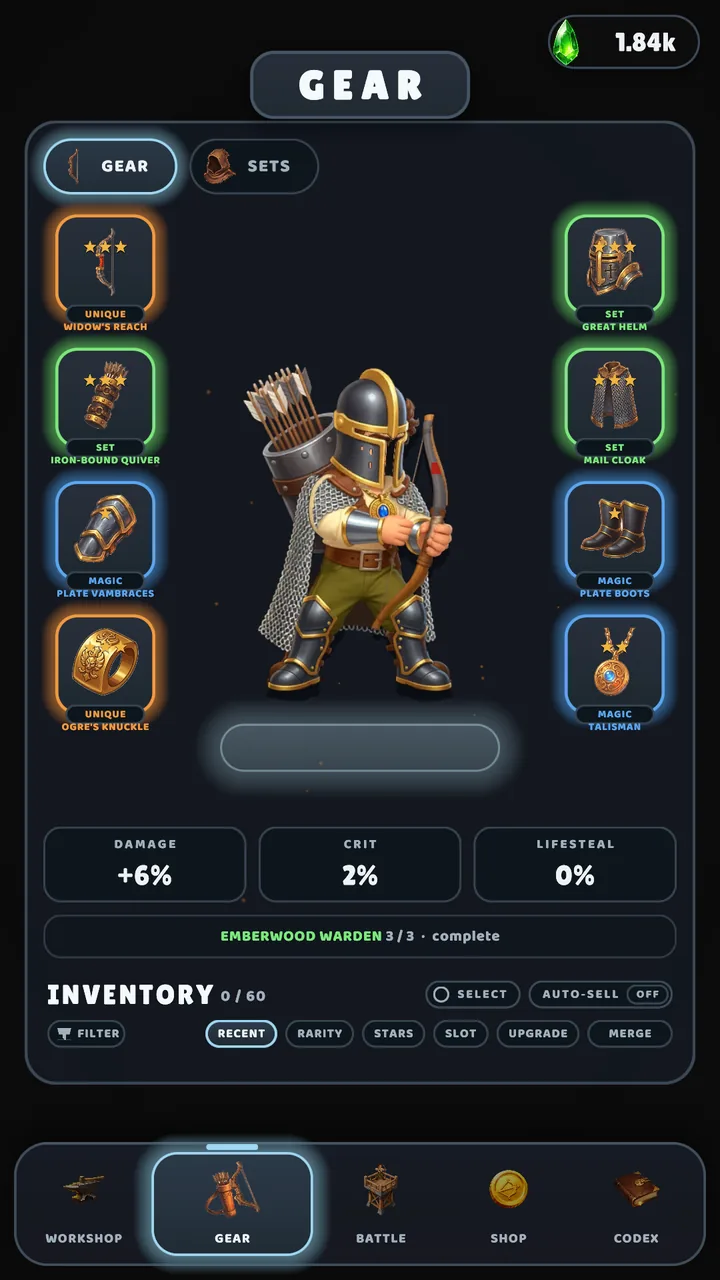 1.84k
GEAR
GEAR
SETS
UNIQUE
WIDOW'S REACH
SET
GREAT HELM
SET
IRON-BOUND QUIVER
SET
MAIL CLOAK
MAGIC
PLATE VAMBRACES
MAGIC
PLATE BOOTS
UNIQUE
OGRE'S KNUCKLE
MAGIC
TALISMAN
DAMAGE
+6%
CRIT
2%
LIFESTEAL
0%
EMBERWOOD WARDEN 3/3 · complete
INVENTORY 0 / 60
SELECT
AUTO-SELL OFF
FILTER
RECENT
RARITY
STARS
SLOT
UPGRADE
MERGE
WORKSHOP
GEAR
BATTLE
SHOP
CODEX